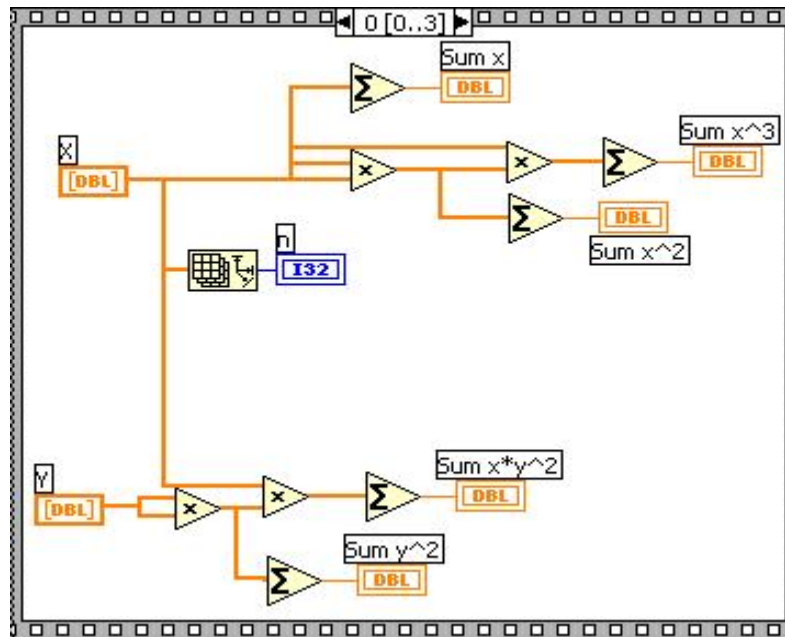 0 [0..3]
Sum x
DBL
Sum x^3
X
[DBL]
x
x
Σ
DBL
Σ
DBL
Sum x^2
n
I32
Sum x*y^2
Y
[DBL]
x
x
Σ
DBL
Sum y^2
Σ
DBL